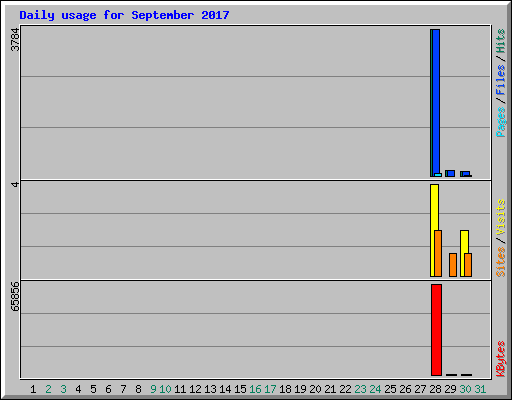 Daily usage for September 2017
3784
Pages / Files / Hits
4
Sites / Visits
65856
KBytes
1 2 3 4 5 6 7 8 9 10 11 12 13 14 15 16 17 18 19 20 21 22 23 24 25 26 27 28 29 30 31